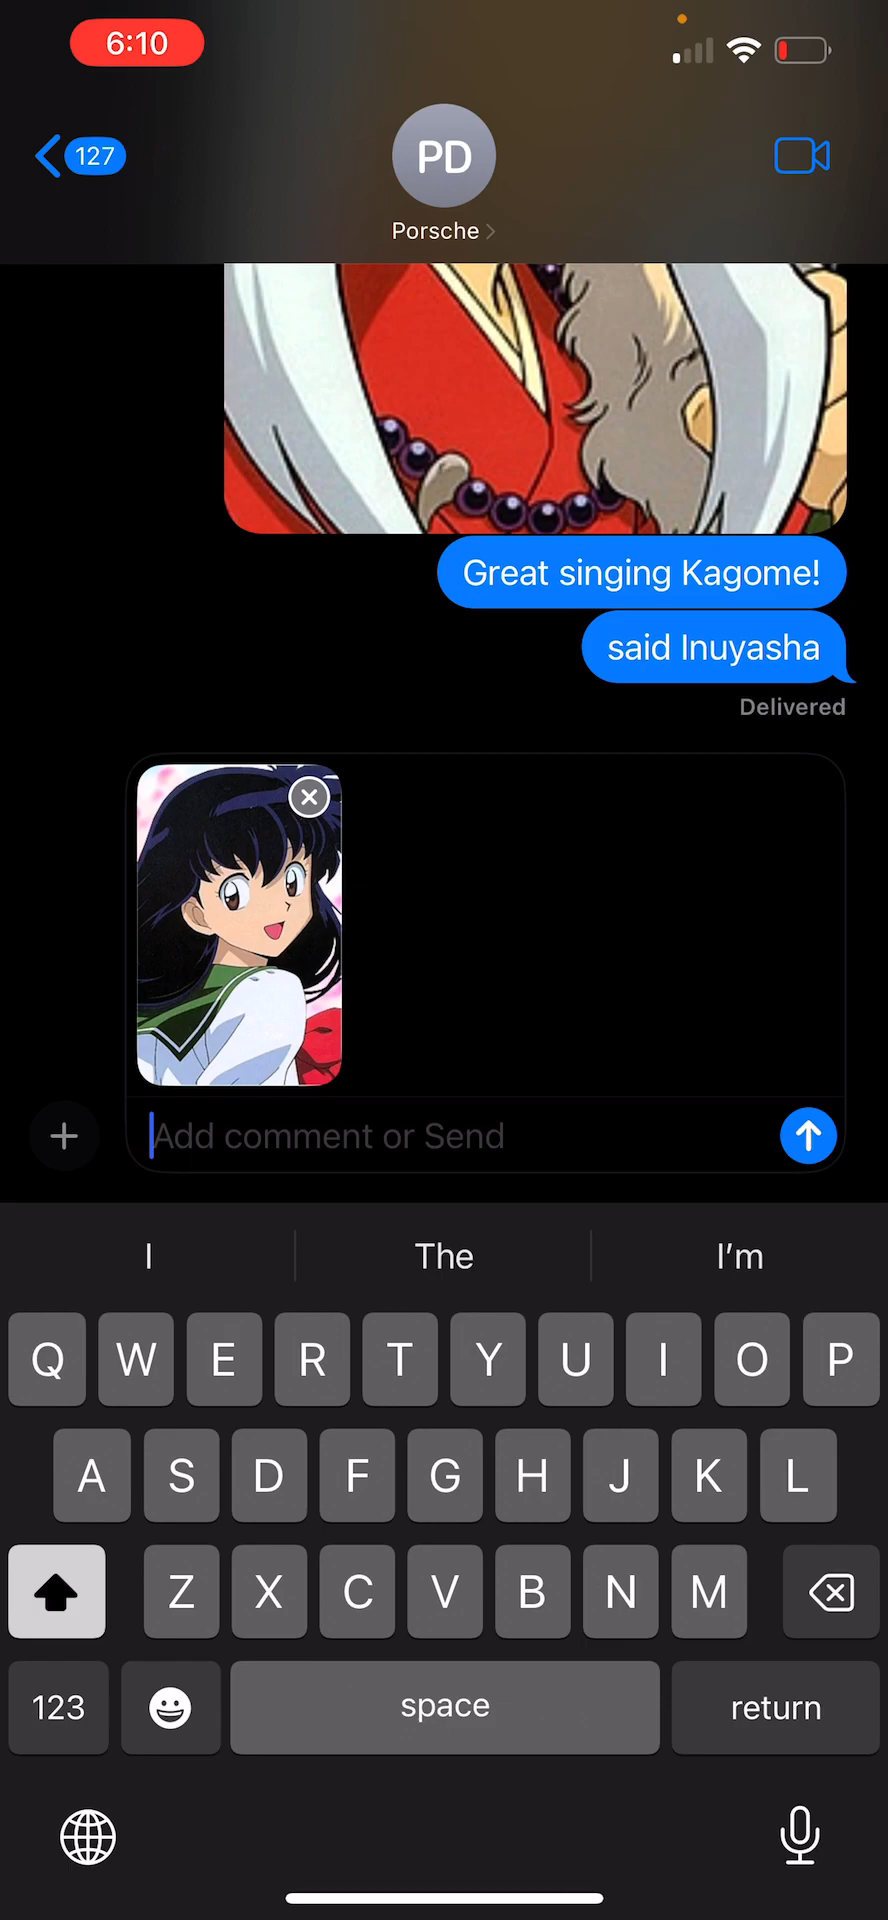 6:10
127
PD
Porsche
Great singing Kagome!
said Inuyasha
Delivered
Add comment or Send
I The I'm
Q W E R T Y U I O P
A S D F G H J K L
Z X C V B N M
123 space return